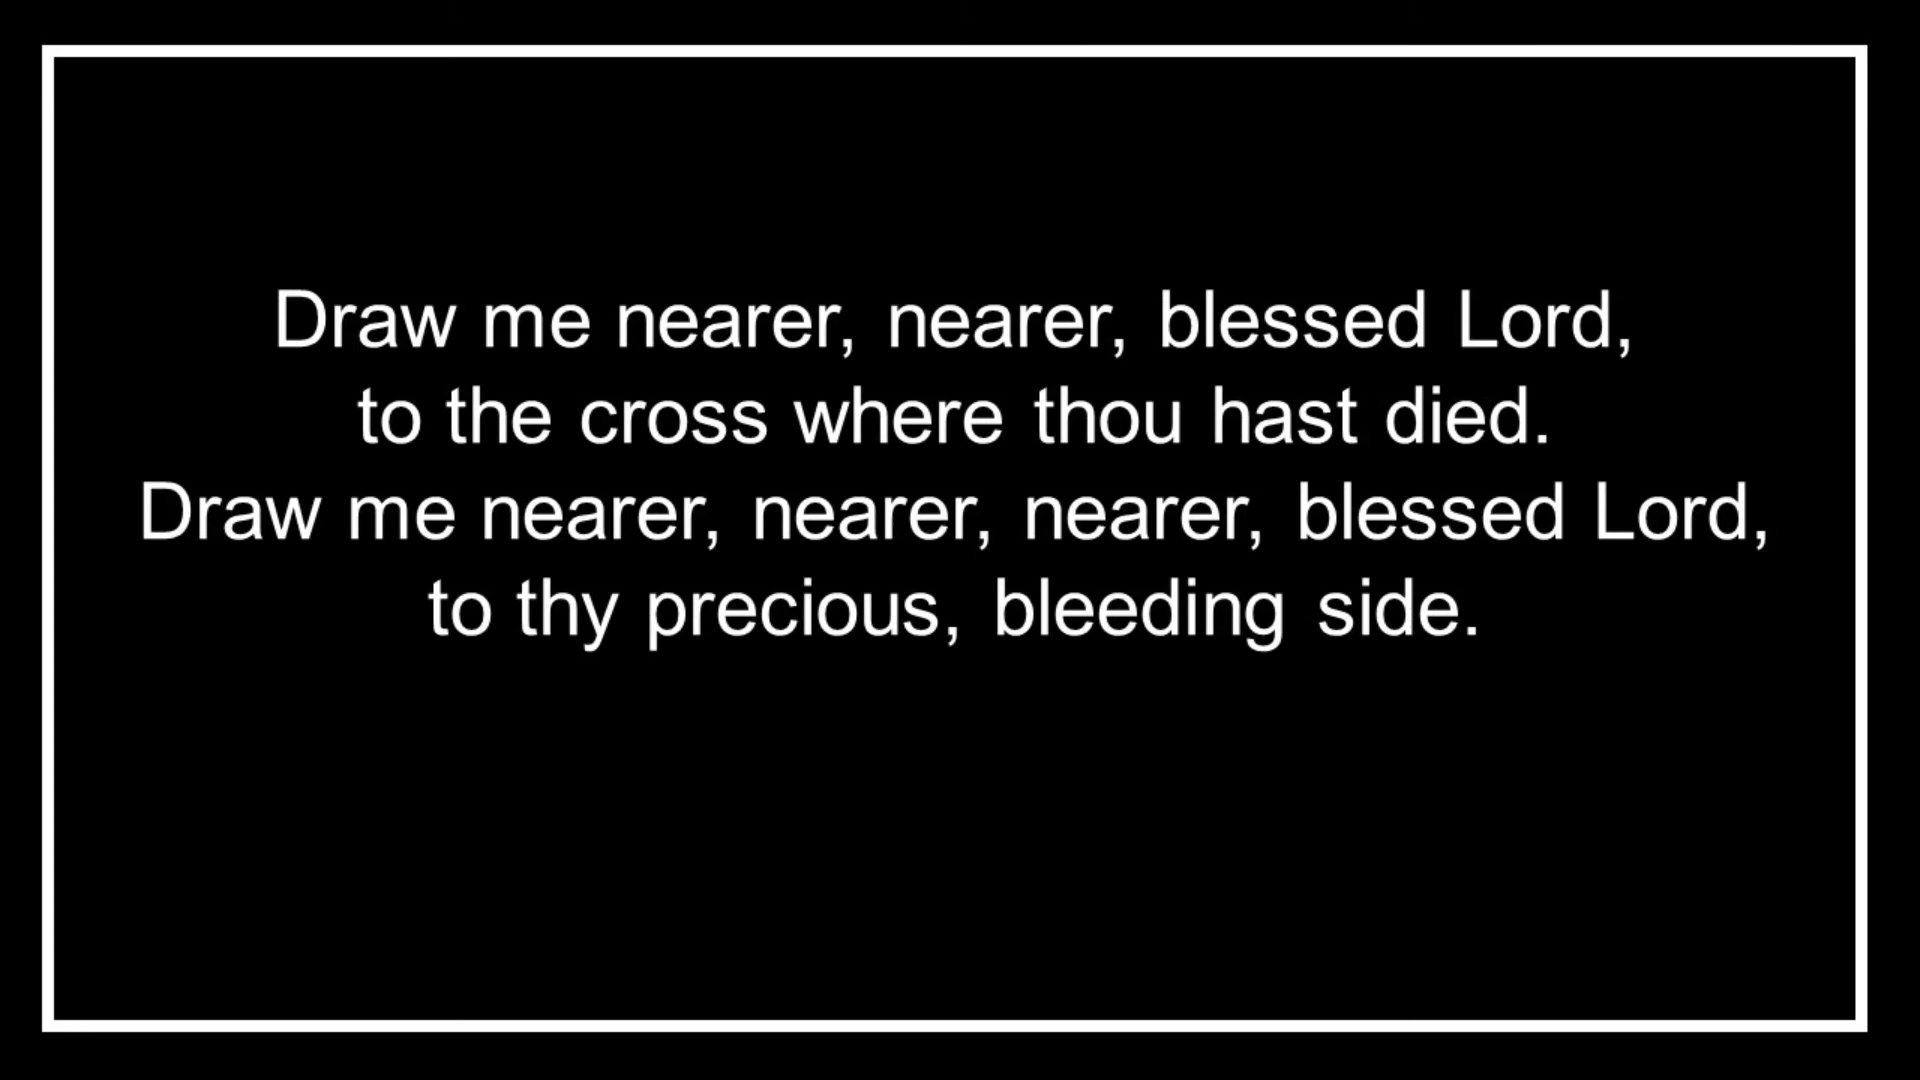 Draw me nearer, nearer, blessed Lord,
to the cross where thou hast died.
Draw me nearer, nearer, nearer, blessed Lord,
to thy precious, bleeding side.